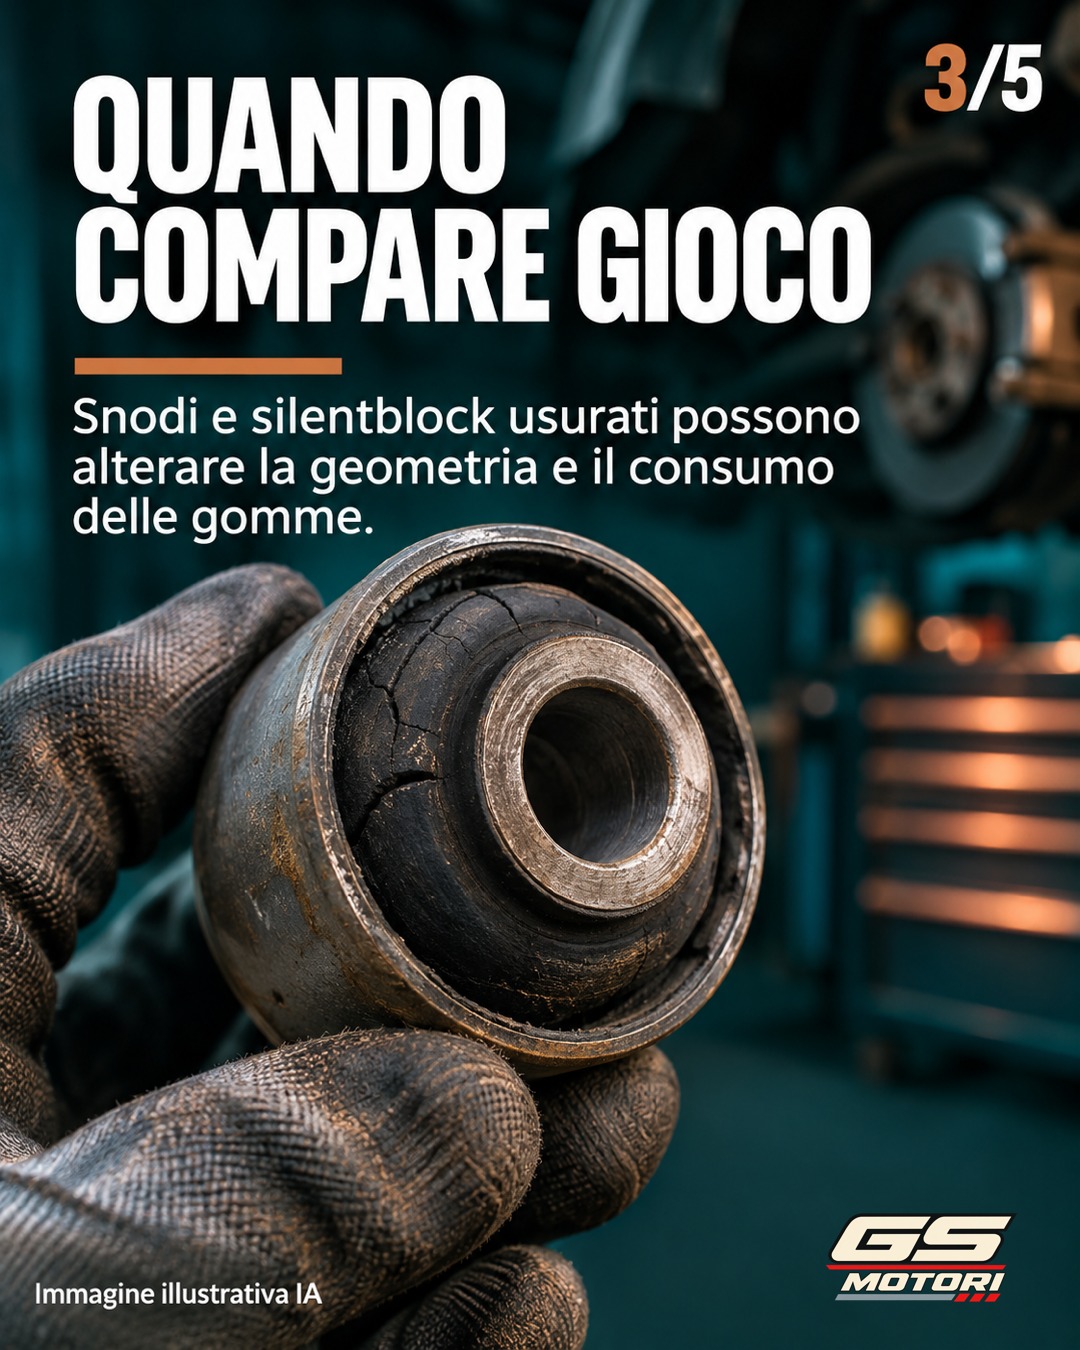 3/5
QUANDO
COMPARE GIOCO
Snodi e silentblock usurati possono
alterare la geometria e il consumo
delle gomme.
Immagine illustrativa IA
GS
MOTORI